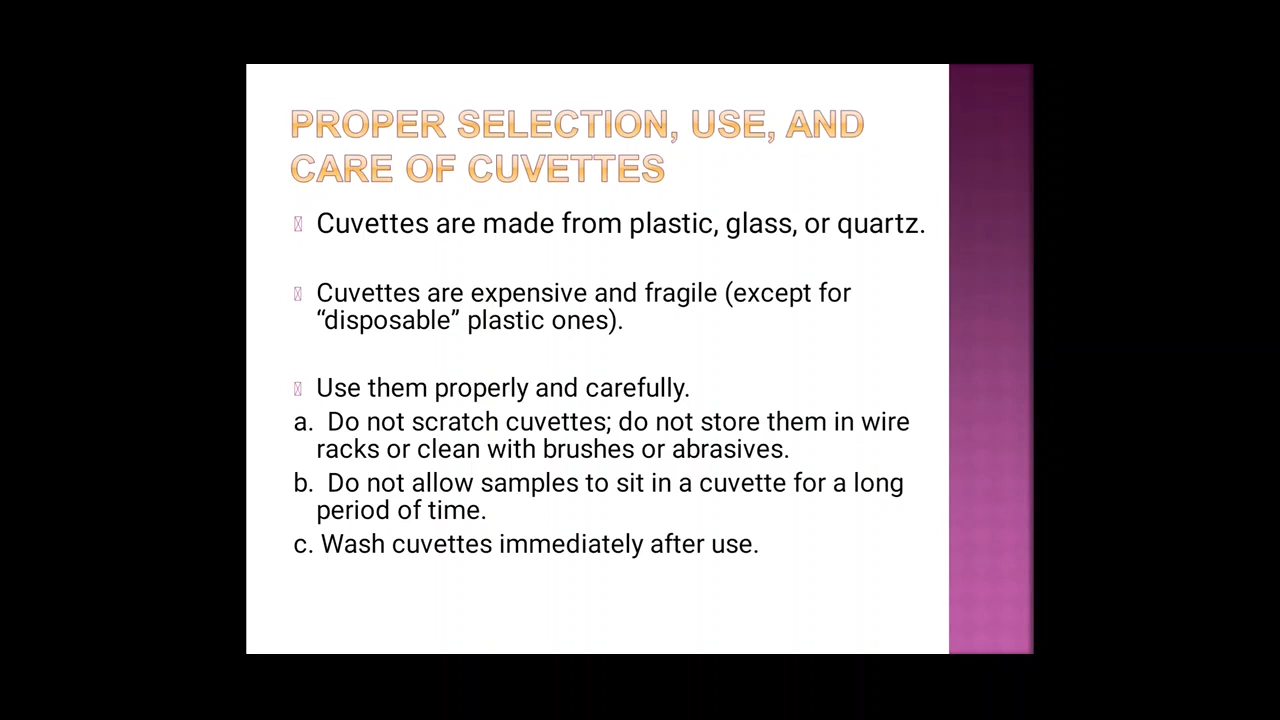 PROPER SELECTION, USE, AND
CARE OF CUVETTES
Cuvettes are made from plastic, glass, or quartz.
Cuvettes are expensive and fragile (except for
“disposable” plastic ones).
Use them properly and carefully.
a. Do not scratch cuvettes; do not store them in wire
racks or clean with brushes or abrasives.
b. Do not allow samples to sit in a cuvette for a long
period of time.
c. Wash cuvettes immediately after use.